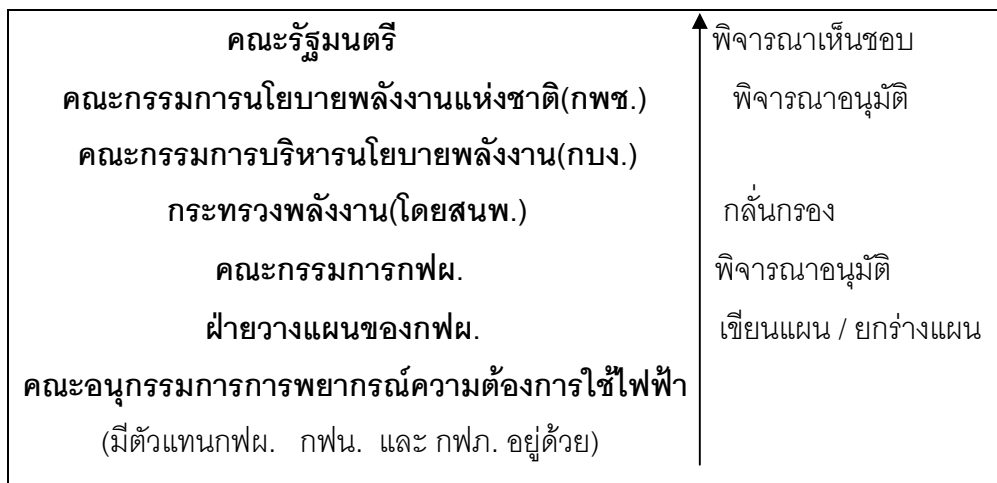 คณะรัฐมนตรี พิจารณาเห็นชอบ
คณะกรรมการนโยบายพลังงานแห่งชาติ(กพช.) พิจารณาอนุมัติ
คณะกรรมการบริหารนโยบายพลังงาน(กบง.)
กระทรวงพลังงาน(โดยสนพ.) กลั่นกรอง
คณะกรรมการกฟผ. พิจารณาอนุมัติ
ฝ่ายวางแผนของกฟผ. เขียนแผน / ยกร่างแผน
คณะอนุกรรมการการพยากรณ์ความต้องการใช้ไฟฟ้า
(มีตัวแทนกฟผ. กฟน. และ กฟภ. อยู่ด้วย)